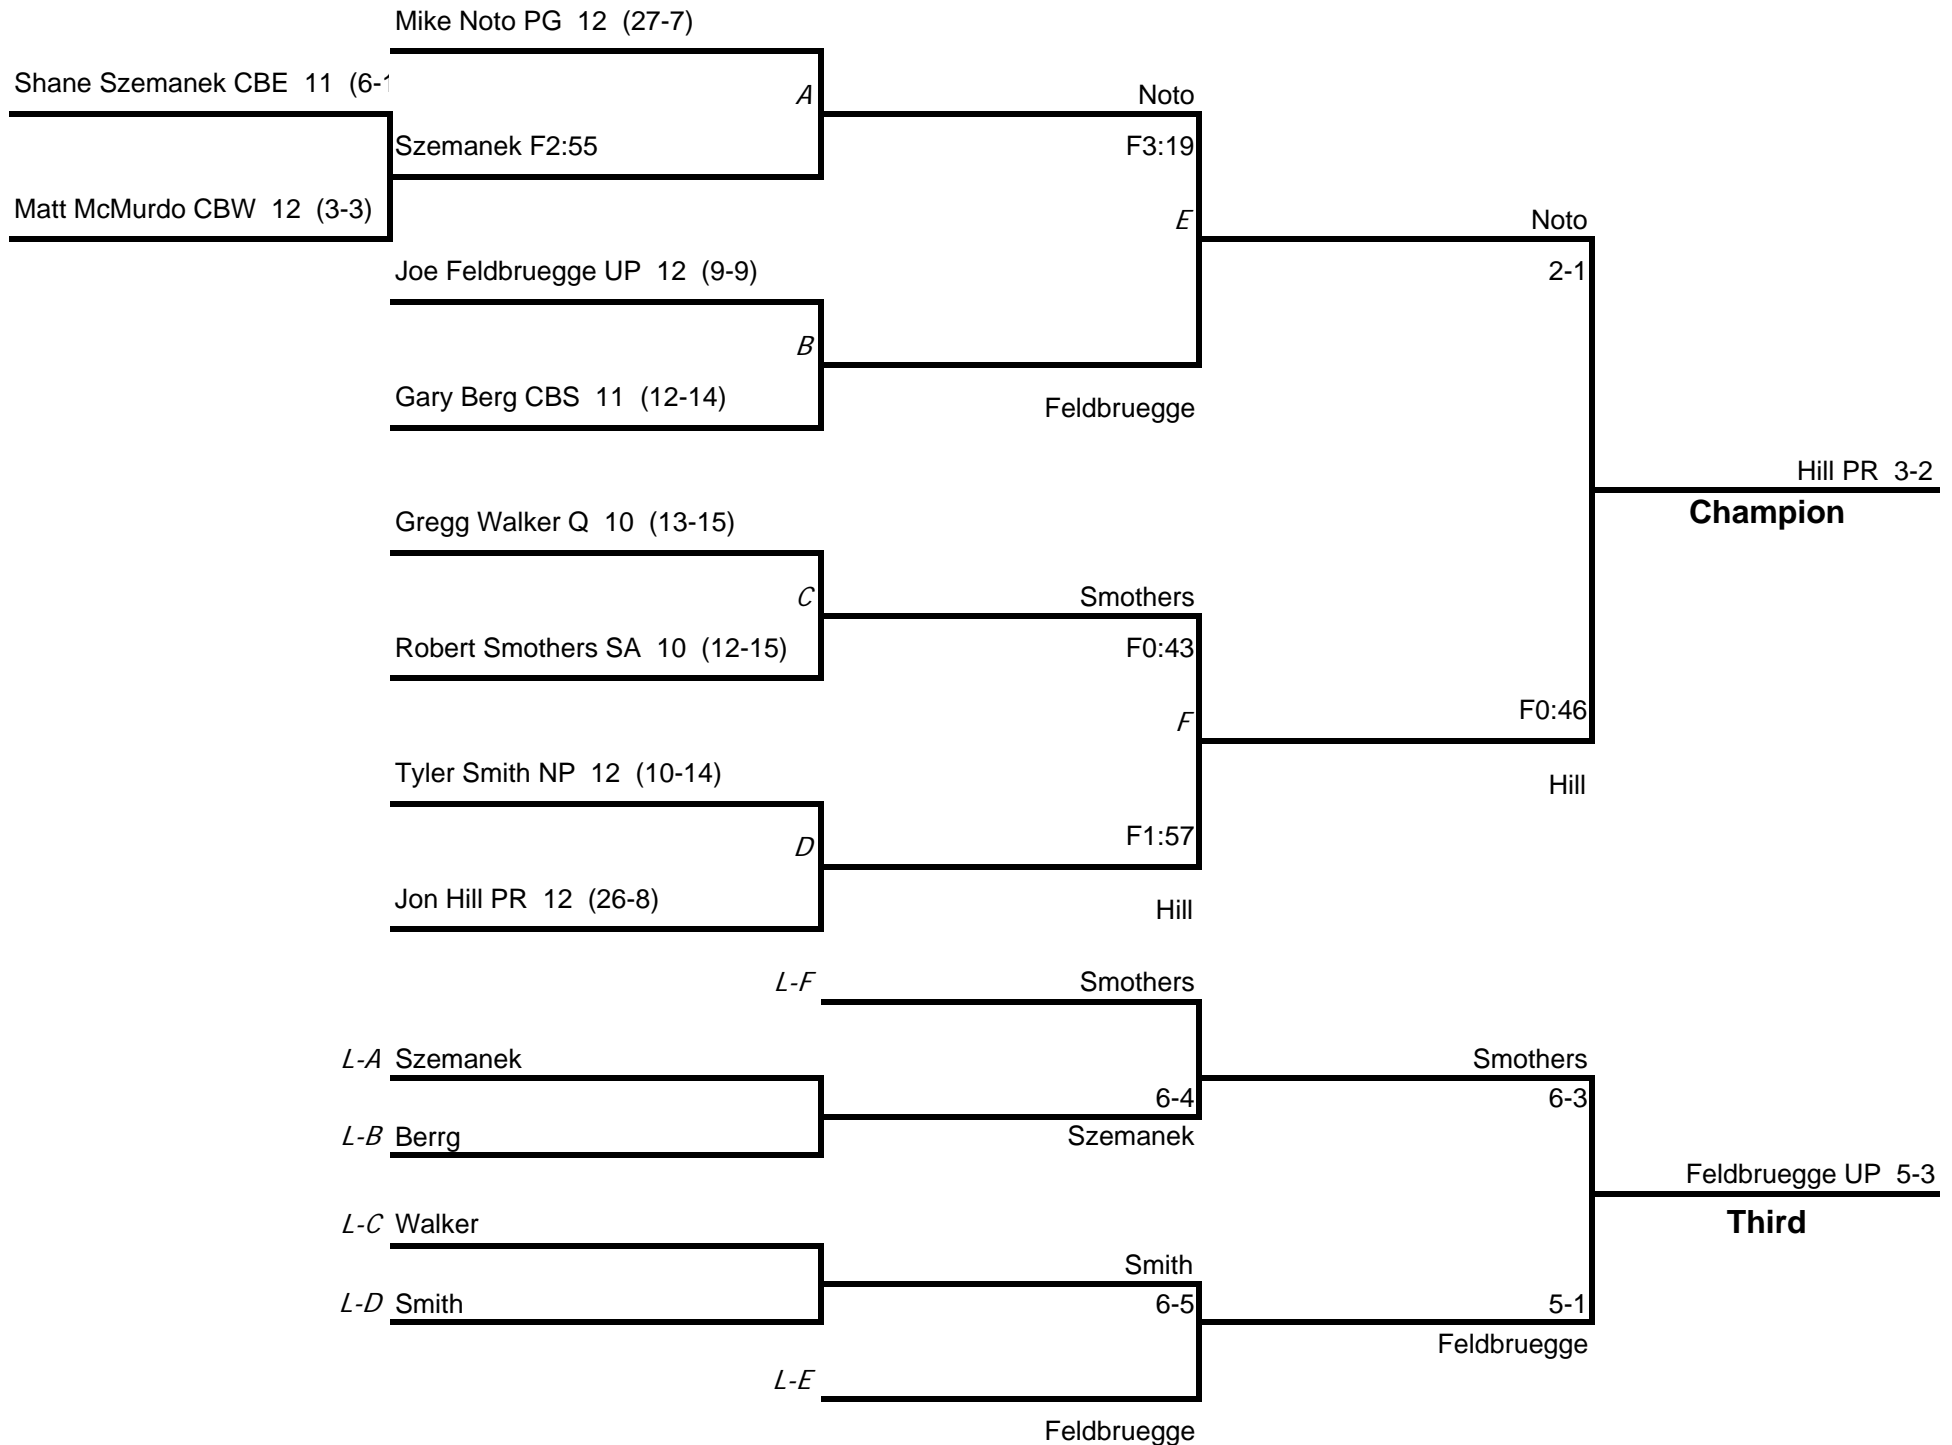 Mike Noto PG 12 (27-7)
Shane Szemanek CBE 11 (6-1
A
Noto
Szemanek F2:55
F3:19
Matt McMurdo CBW 12 (3-3)
E
Noto
Joe Feldbruegge UP 12 (9-9)
2-1
B
Gary Berg CBS 11 (12-14)
Feldbruegge
Hill PR 3-2
Champion
Gregg Walker Q 10 (13-15)
C
Smothers
Robert Smothers SA 10 (12-15)
F0:43
F
F0:46
Tyler Smith NP 12 (10-14)
Hill
D
F1:57
Jon Hill PR 12 (26-8)
Hill
L-F
Smothers
L-A Szemanek
Smothers
6-4
6-3
L-B Berrg
Szemanek
Feldbruegge UP 5-3
Third
L-C Walker
Smith
L-D Smith
6-5
5-1
Feldbruegge
L-E
Feldbruegge